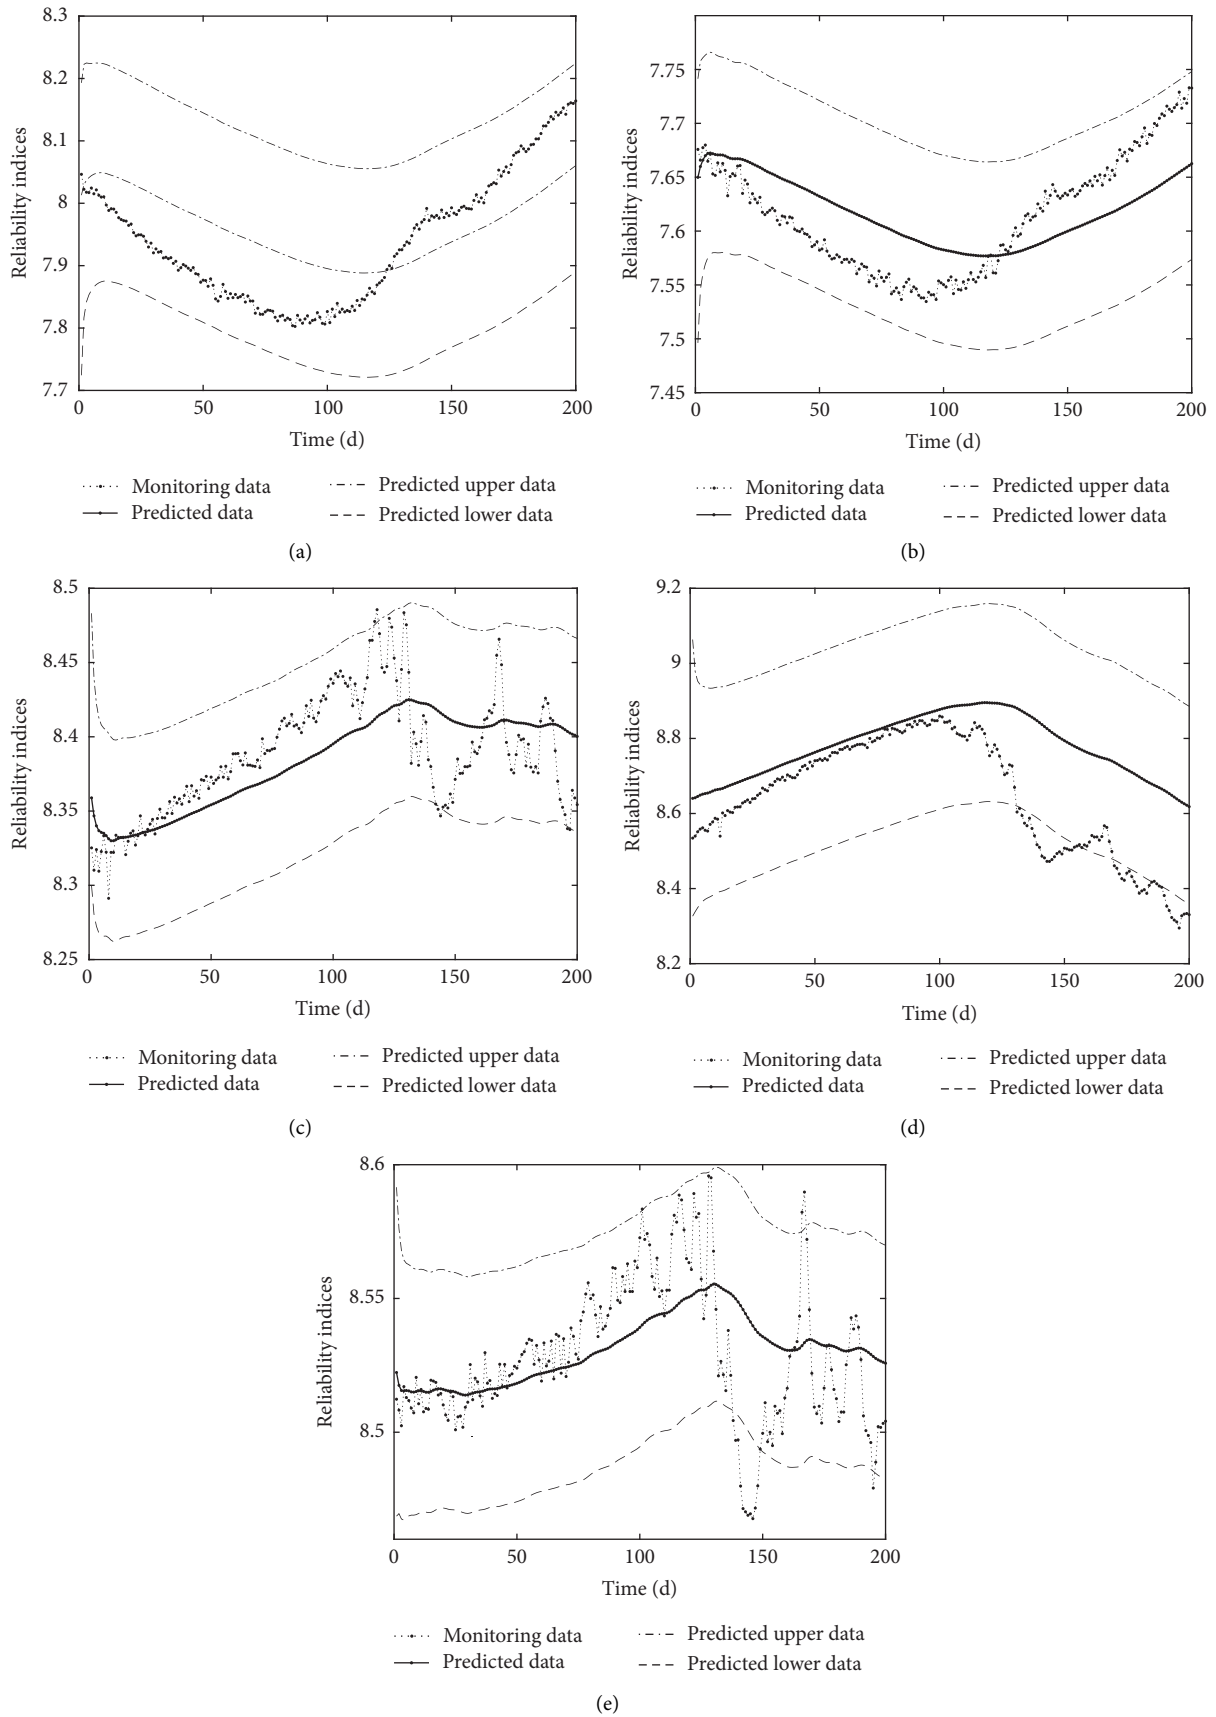 8.3
8.2
8.1
8
7.9
7.8
7.7
Reliability indices
0 50 100 150 200
Time (d)
Monitoring data
Predicted data
Predicted upper data
Predicted lower data
(a)
7.75
7.7
7.65
7.6
7.55
7.5
7.45
Reliability indices
0 50 100 150 200
Time (d)
Monitoring data
Predicted data
Predicted upper data
Predicted lower data
(b)
8.5
8.45
8.4
8.35
8.3
8.25
Reliability indices
0 50 100 150 200
Time (d)
Monitoring data
Predicted data
Predicted upper data
Predicted lower data
(c)
9.2
9
8.8
8.6
8.4
8.2
Reliability indices
0 50 100 150 200
Time (d)
Monitoring data
Predicted data
Predicted upper data
Predicted lower data
(d)
8.6
8.55
8.5
Reliability indices
0 50 100 150 200
Time (d)
Monitoring data
Predicted data
Predicted upper data
Predicted lower data
(e)